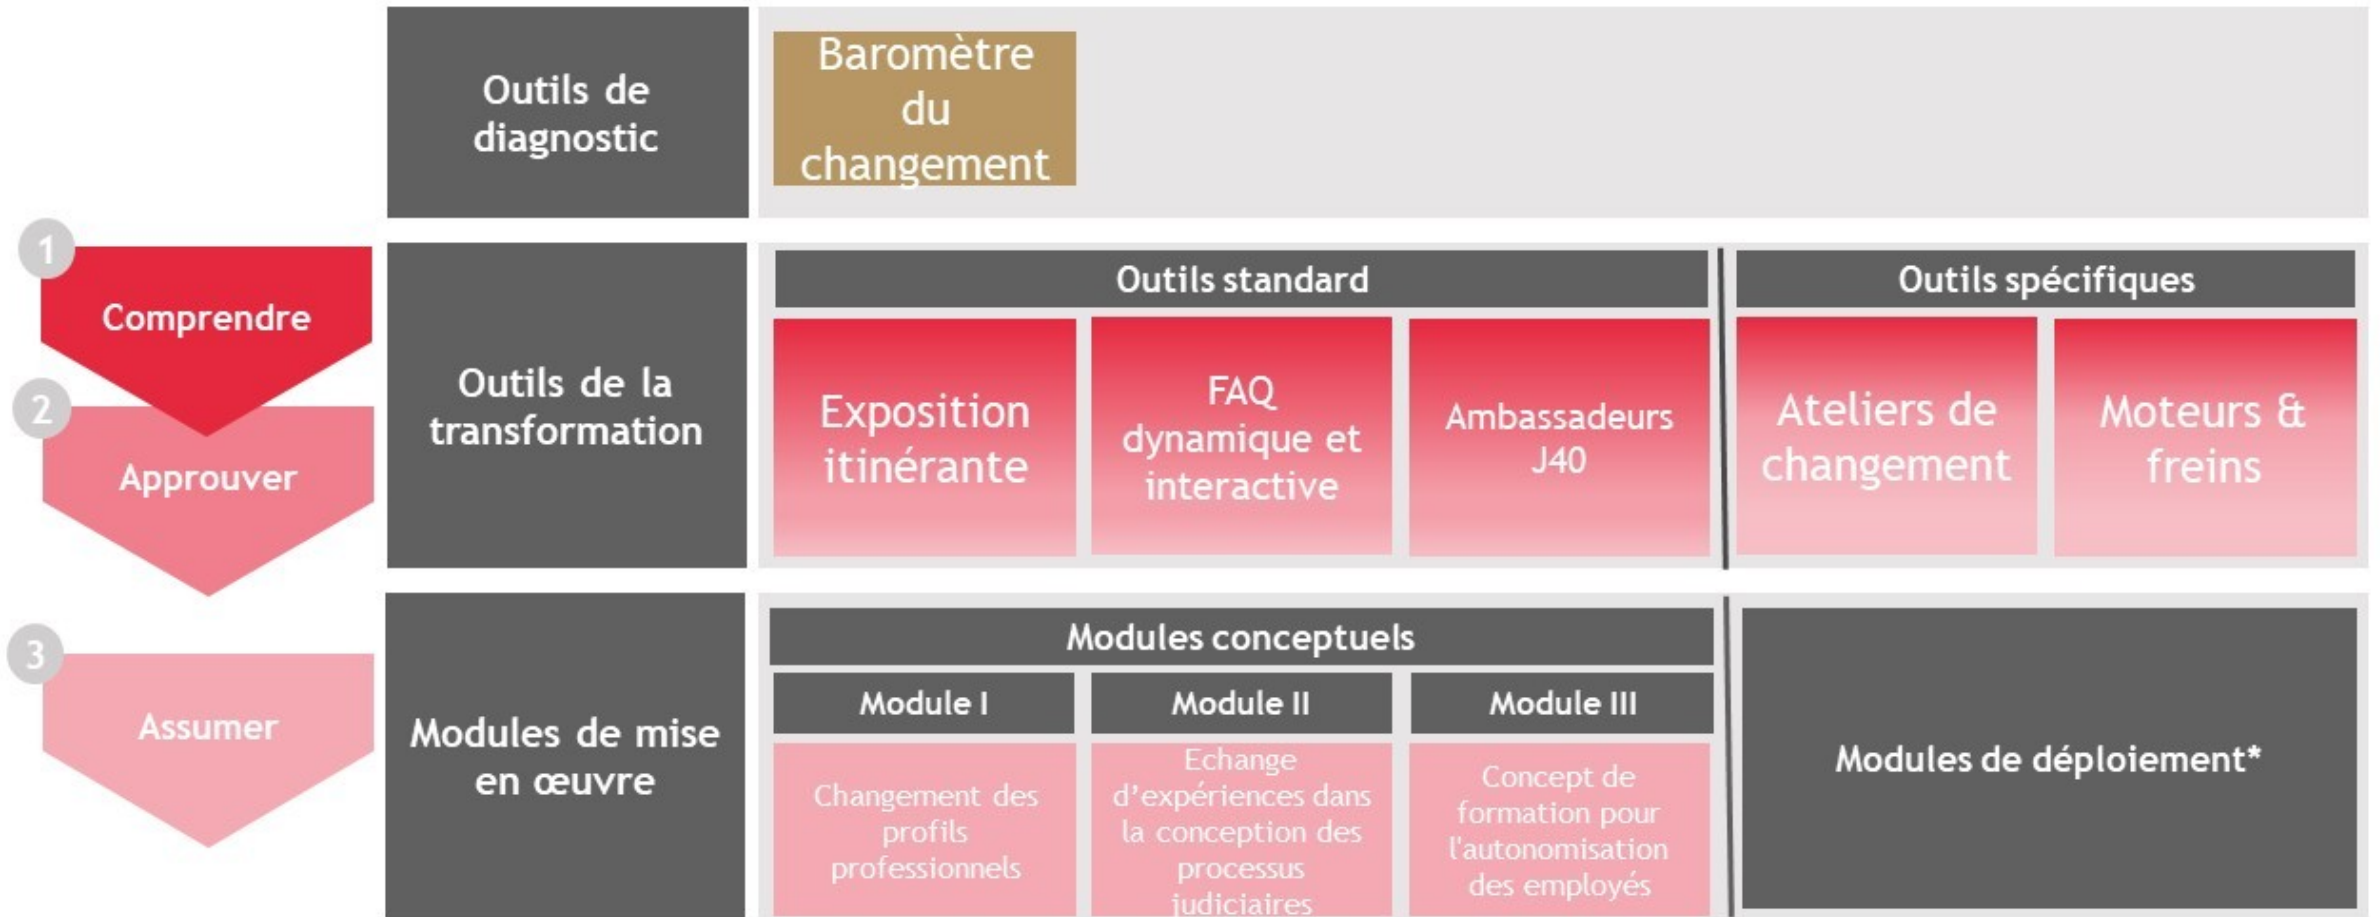 Outils de
diagnostic
Baromètre
du
changement
1
Comprendre
2
Approuver
Outils de la
transformation
Outils standard
Outils spécifiques
Exposition
itinérante
FAQ
dynamique et
interactive
Ambassadeurs
J40
Ateliers de
changement
Moteurs &
freins
3
Assumer
Modules de mise
en œuvre
Modules conceptuels
Module I
Module II
Module III
Changement des
profils
professionnels
Echange
d’expériences dans
la conception des
processus
judiciaires
Concept de
formation pour
l'autonomisation
des employés
Modules de déploiement*